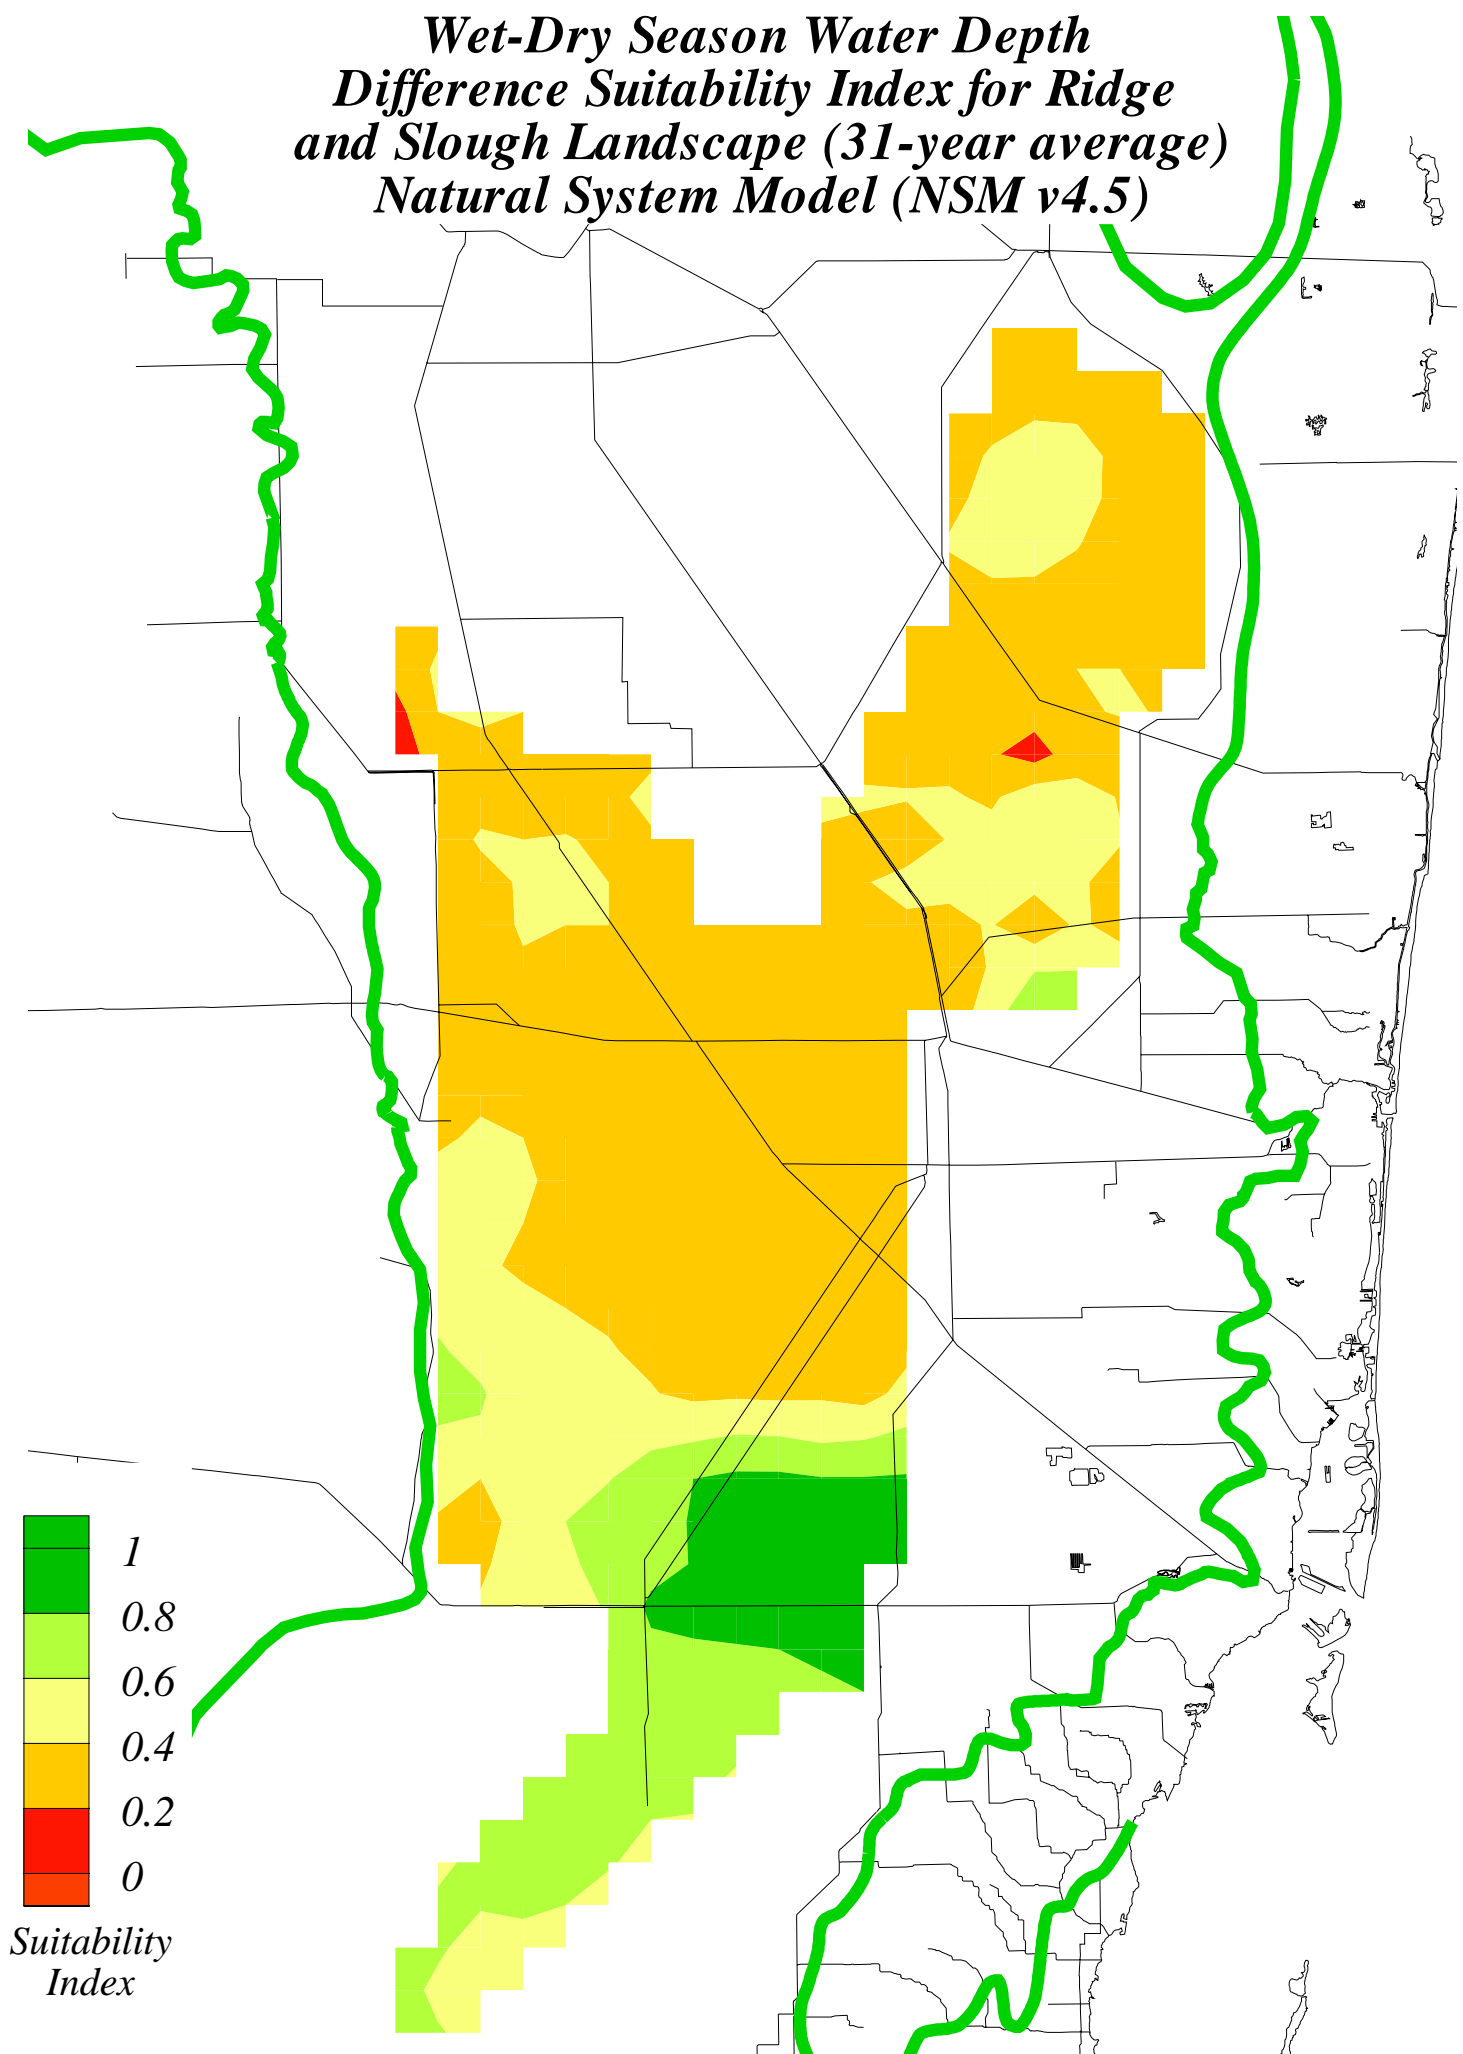 Wet-Dry Season Water Depth
Difference Suitability Index for Ridge
and Slough Landscape (31-year average)
Natural System Model (NSM v4.5)
1
0.8
0.6
0.4
0.2
0
Suitability
Index